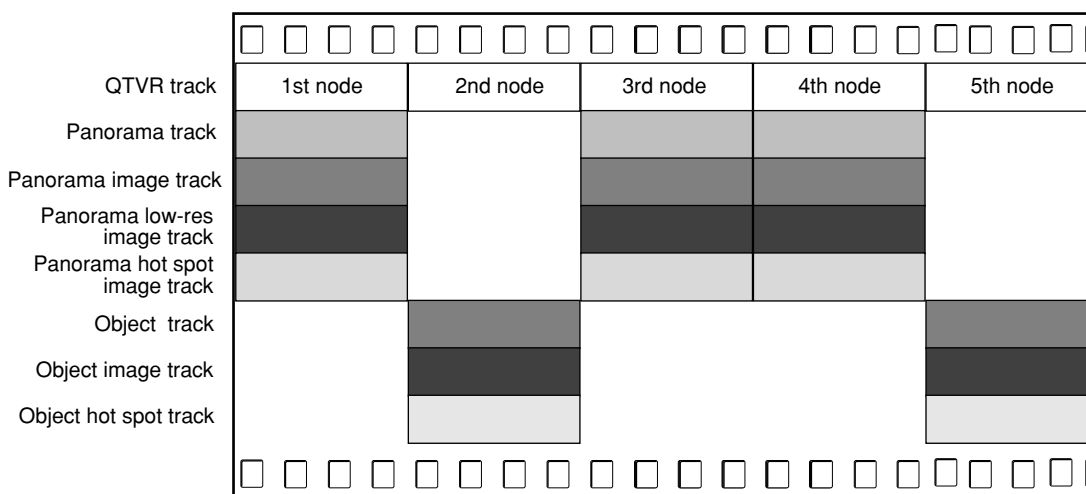 QTVR track 1st node 2nd node 3rd node 4th node 5th node
Panorama track
Panorama image track
Panorama low-res
image track
Panorama hot spot
image track
Object track
Object image track
Object hot spot track